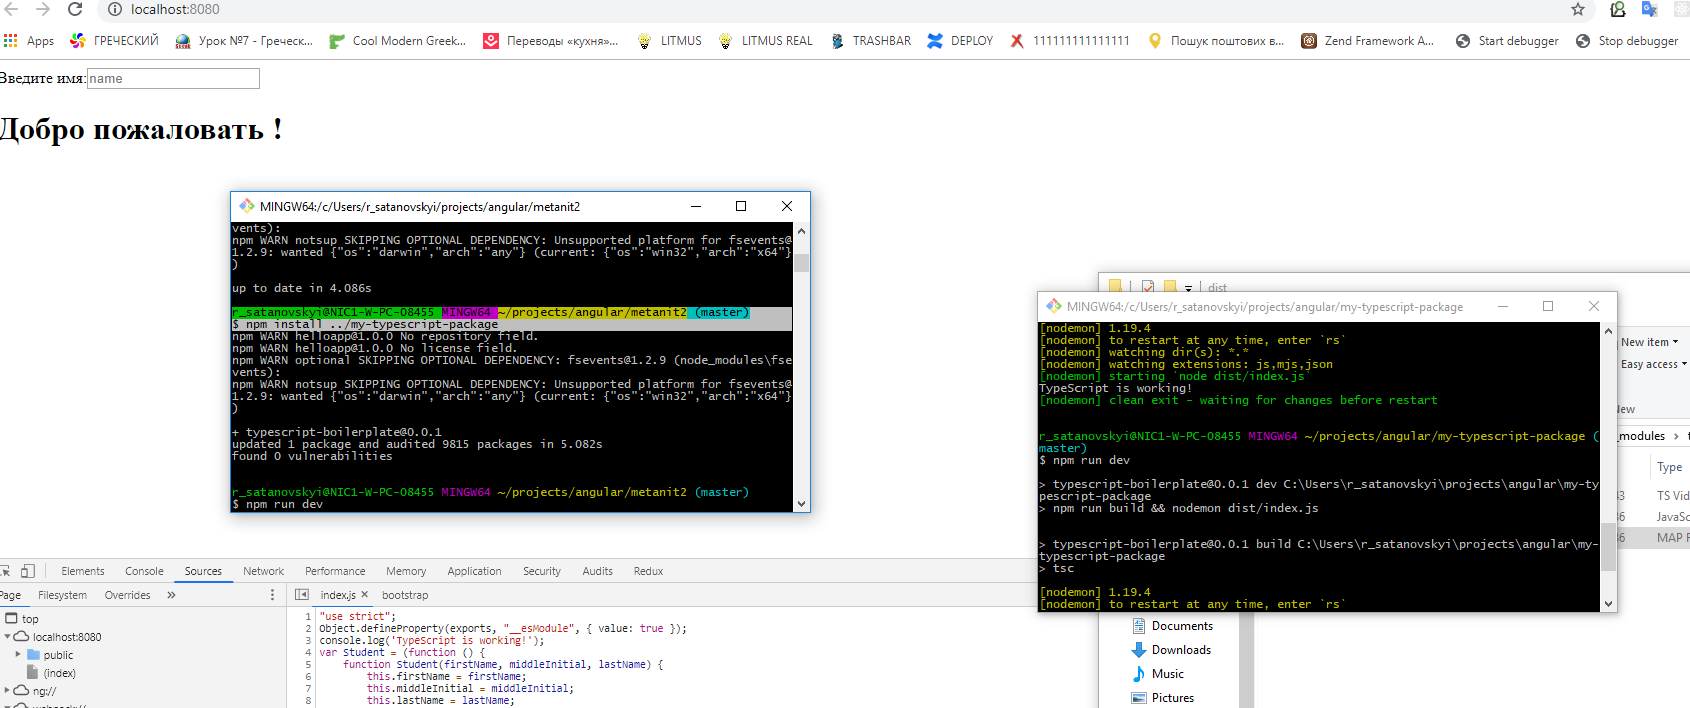 localhost:8080
Apps ГРЕЧЕСКИЙ Урок №7 - Греческ... Cool Modern Greek... Переводы «кухня»... LITMUS LITMUS REAL TRASHBAR DEPLOY 111111111111111 Пошук поштових в... Zend Framework A... Start debugger Stop debugger
Введите имя: name
Добро пожаловать !
MINGW64:/c/Users/r_satanovskyi/projects/angular/metanit2
vents):
npm WARN notsup SKIPPING OPTIONAL DEPENDENCY: Unsupported platform for fsevents@
1.2.9: wanted {"os":"darwin","arch":"any"} (current: {"os":"win32","arch":"x64"}
)
up to date in 4.086s
r_satanovskyi@NIC1-W-PC-08455 MINGW64 ~/projects/angular/metanit2 (master)
$ npm install ../my-typescript-package
npm WARN helloapp@1.0.0 No repository field.
npm WARN helloapp@1.0.0 No license field.
npm WARN optional SKIPPING OPTIONAL DEPENDENCY: fsevents@1.2.9 (node_modules\fse
vents):
npm WARN notsup SKIPPING OPTIONAL DEPENDENCY: Unsupported platform for fsevents@
1.2.9: wanted {"os":"darwin","arch":"any"} (current: {"os":"win32","arch":"x64"}
)
+ typescript-boilerplate@0.0.1
updated 1 package and audited 9815 packages in 5.082s
found 0 vulnerabilities
r_satanovskyi@NIC1-W-PC-08455 MINGW64 ~/projects/angular/metanit2 (master)
$ npm run dev
dist
MINGW64:/c/Users/r_satanovskyi/projects/angular/my-typescript-package
[nodemon] 1.19.4
[nodemon] to restart at any time, enter `rs`
[nodemon] watching dir(s): *.*
[nodemon] watching extensions: js,mjs,json
[nodemon] starting `node dist/index.js`
TypeScript is working!
[nodemon] clean exit - waiting for changes before restart
r_satanovskyi@NIC1-W-PC-08455 MINGW64 ~/projects/angular/my-typescript-package (
master)
$ npm run dev
> typescript-boilerplate@0.0.1 dev C:\Users\r_satanovskyi\projects\angular\my-ty
pescript-package
> npm run build && nodemon dist/index.js
> typescript-boilerplate@0.0.1 build C:\Users\r_satanovskyi\projects\angular\my-
typescript-package
> tsc
[nodemon] 1.19.4
[nodemon] to restart at any time, enter `rs`
New item
Easy access
New
_modules
Type
TS Vid
JavaSc
MAP F
Documents
Downloads
Music
Pictures
Elements Console Sources Network Performance Memory Application Security Audits Redux
Page Filesystem Overrides »
top
localhost:8080
public
(index)
ng://
index.js × bootstrap
1 "use strict";
2 Object.defineProperty(exports, "__esModule", { value: true });
3 console.log('TypeScript is working!');
4 var Student = (function () {
5 function Student(firstName, middleInitial, lastName) {
6 this.firstName = firstName;
7 this.middleInitial = middleInitial;
8 this.lastName = lastName;